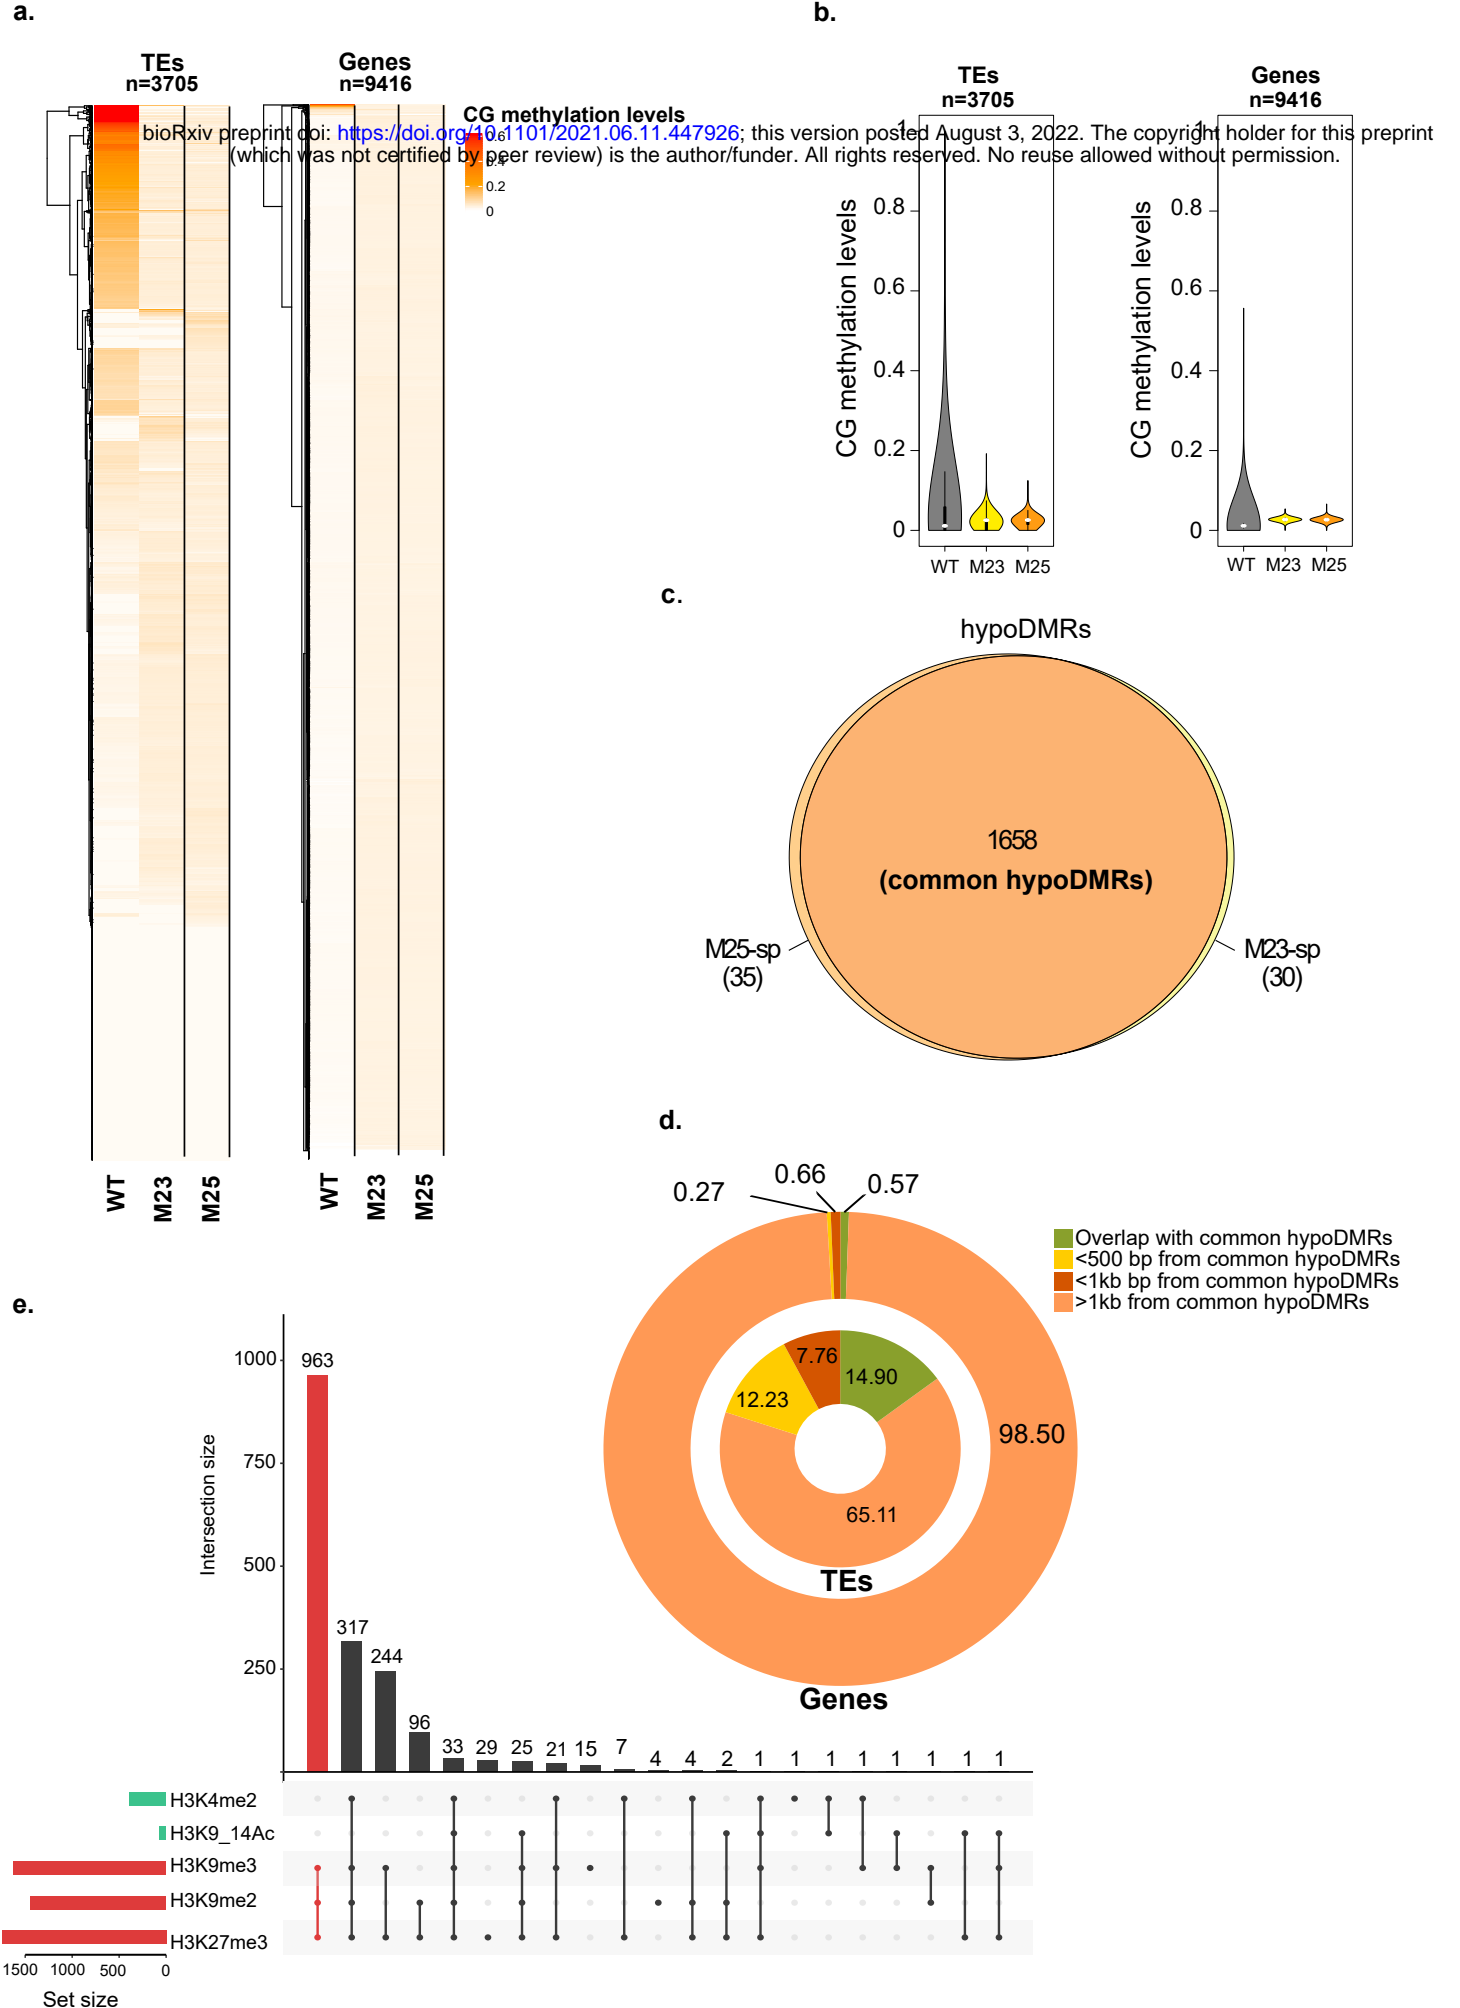 a.
TEs
n=3705
Genes
n=9416
CG methylation levels
0.6
0.4
0.2
0
bioRxiv preprint doi: https://doi.org/10.1101/2021.06.11.447926; this version posted August 3, 2022. The copyright holder for this preprint
(which was not certified by peer review) is the author/funder. All rights reserved. No reuse allowed without permission.
WT
M23
M25
WT
M23
M25
b.
TEs
n=3705
CG methylation levels
1
0.8
0.6
0.4
0.2
0
WT M23 M25
Genes
n=9416
CG methylation levels
1
0.8
0.6
0.4
0.2
0
WT M23 M25
c.
hypoDMRs
1658
(common hypoDMRs)
M25-sp
(35)
M23-sp
(30)
d.
0.27
0.66
0.57
Overlap with common hypoDMRs
<500 bp from common hypoDMRs
<1kb bp from common hypoDMRs
>1kb from common hypoDMRs
7.76
14.90
12.23
98.50
65.11
TEs
Genes
e.
Intersection size
1000
750
500
250
963
317
244
96
33 29 25 21 15 7 4 4 2 1 1 1 1 1 1 1 1
H3K4me2
H3K9_14Ac
H3K9me3
H3K9me2
H3K27me3
1500 1000 500 0
Set size